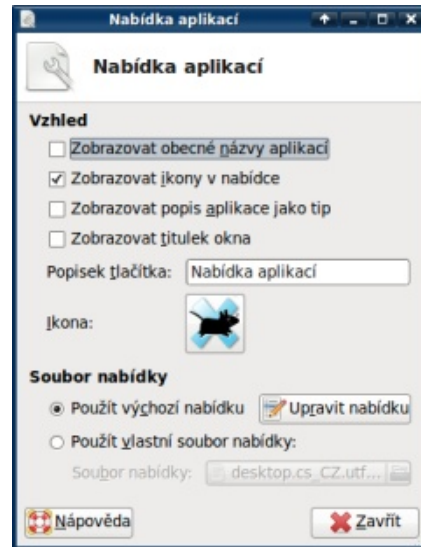 Nabídka aplikací
Nabídka aplikací
Vzhled
Zobrazovat obecné názvy aplikací
Zobrazovat ikony v nabídce
Zobrazovat popis aplikace jako tip
Zobrazovat titulek okna
Popisek tlačítka: Nabídka aplikací
Ikona:
Soubor nabídky
Použít výchozí nabídku Upravit nabídku
Použít vlastní soubor nabídky:
Soubor nabídky: desktop.cs_CZ.utf...
Nápověda Zavřít